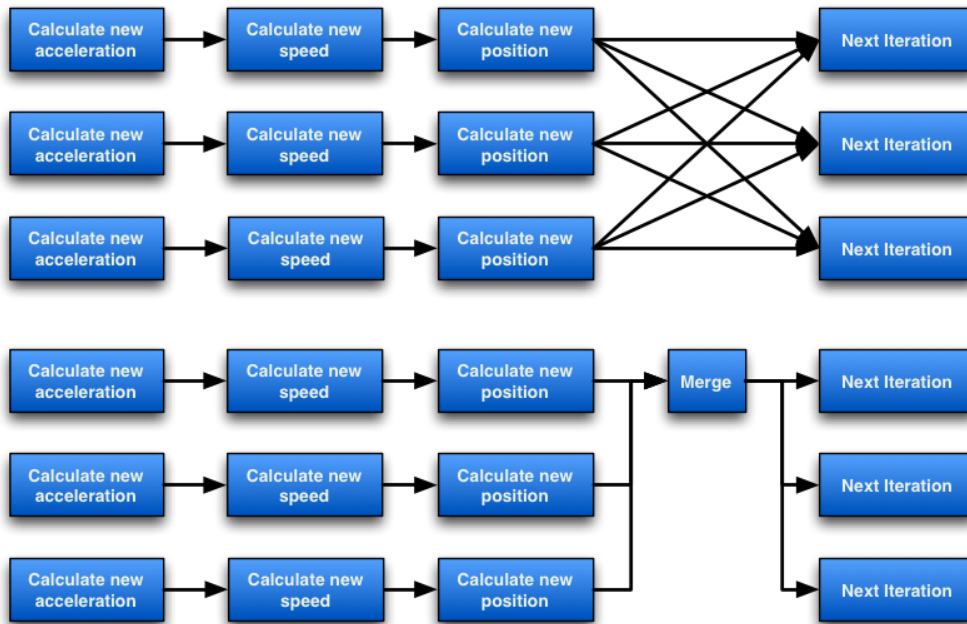 Calculate new
acceleration
Calculate new
speed
Calculate new
position
Next Iteration
Calculate new
acceleration
Calculate new
speed
Calculate new
position
Next Iteration
Calculate new
acceleration
Calculate new
speed
Calculate new
position
Next Iteration
Calculate new
acceleration
Calculate new
speed
Calculate new
position
Merge
Next Iteration
Calculate new
acceleration
Calculate new
speed
Calculate new
position
Next Iteration
Calculate new
acceleration
Calculate new
speed
Calculate new
position
Next Iteration